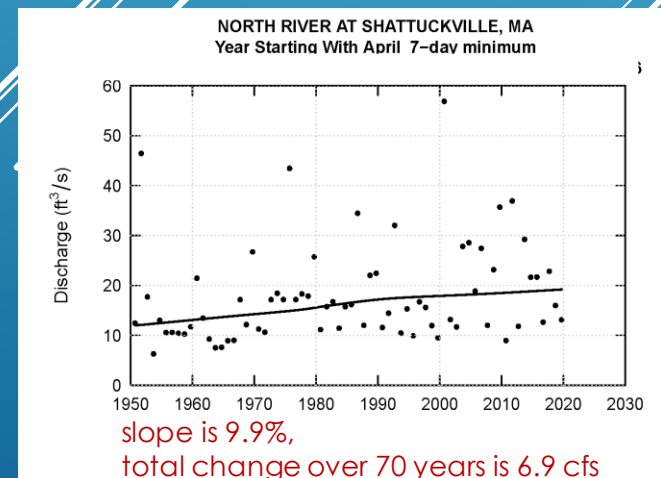 NORTH RIVER AT SHATTUCKVILLE, MA
Year Starting With April 7−day minimum
60
50
40
30
20
10
0
Discharge (ft³/s)
1950 1960 1970 1980 1990 2000 2010 2020 2030
slope is 9.9%,
total change over 70 years is 6.9 cfs